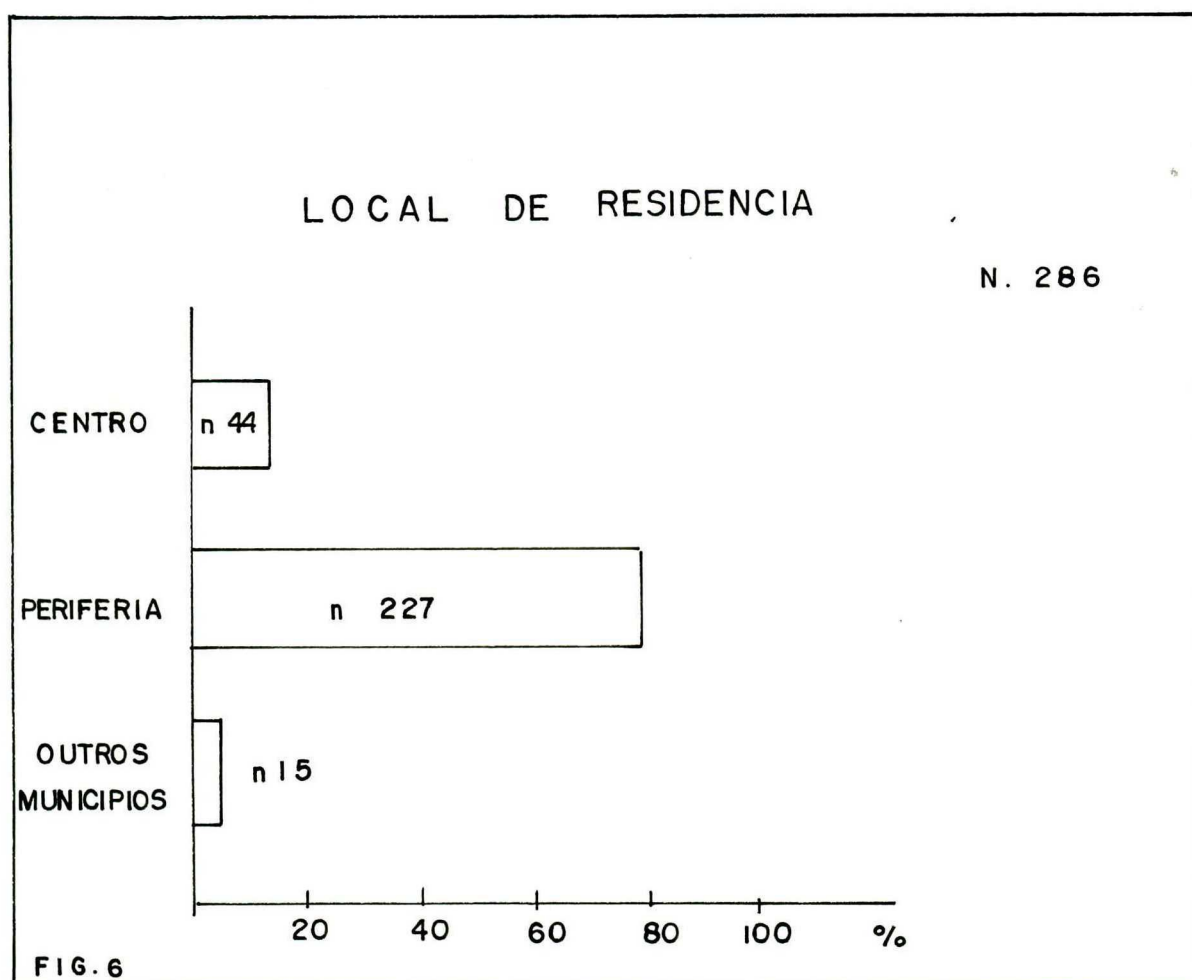 LOCAL DE RESIDENCIA
N. 286
CENTRO
n 44
PERIFERIA
n 227
OUTROS
MUNICIPIOS
n 15
20 40 60 80 100 %
FIG. 6